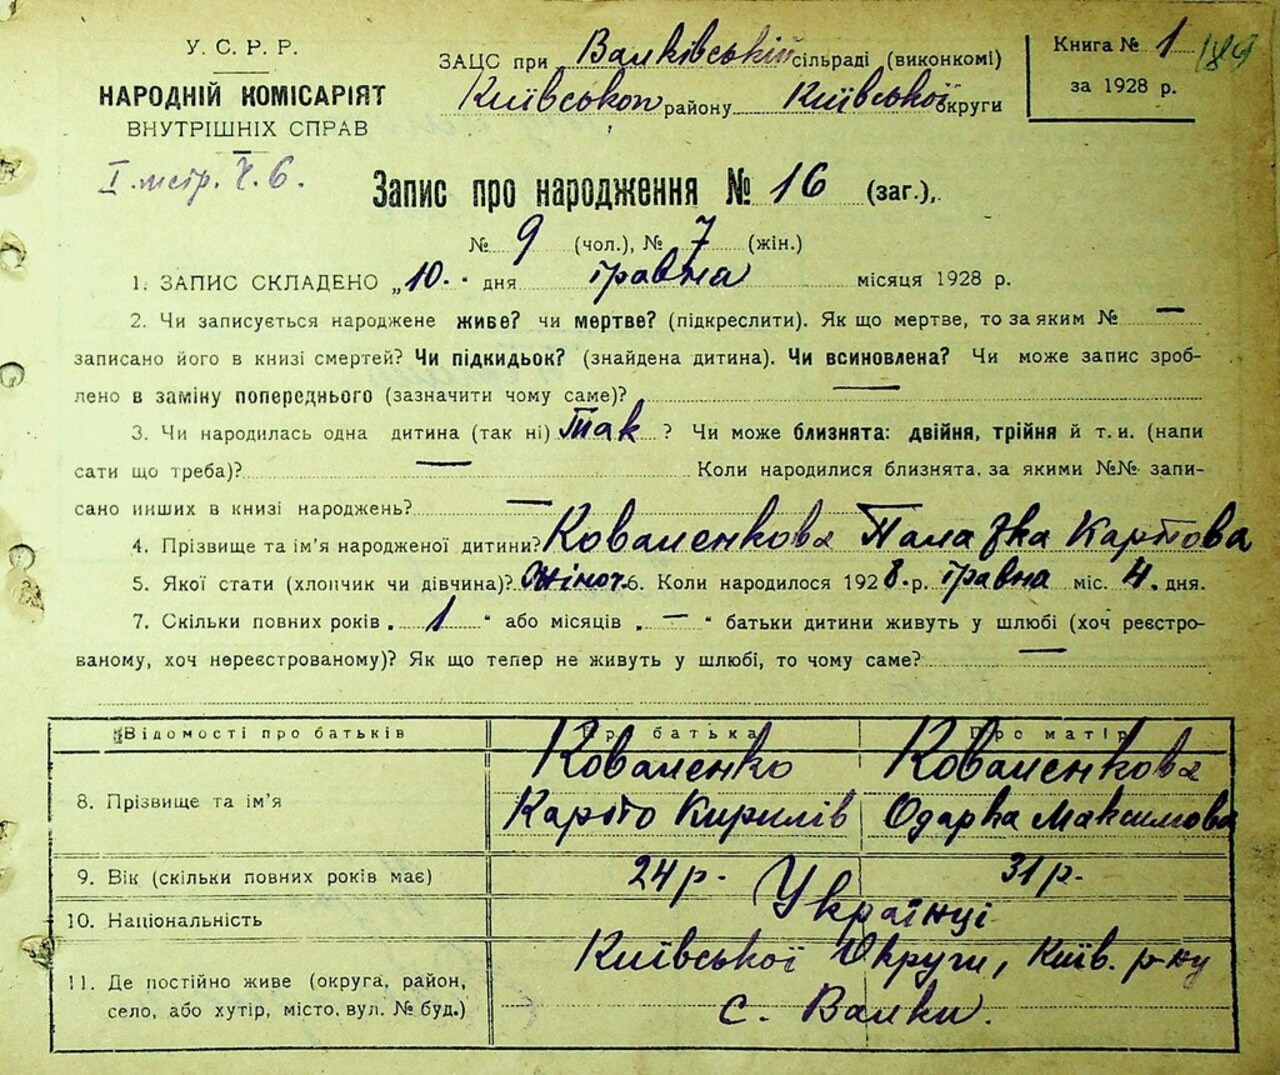 У. С. Р. Р.
НАРОДНІЙ КОМІСАРІЯТ
ВНУТРІШНІХ СПРАВ
І. метр. Ч. 6.
ЗАЦС при Валківській сільраді (виконкомі)
Київськог району Київської округи
Книга № 1
за 1928 р.
Запис про народження № 16 (заг.),
№ 9 (чол.), № 7 (жін.)
1. ЗАПИС СКЛАДЕНО „10.“ дня травня місяця 1928 р.
2. Чи записується народжене живе? чи мертве? (підкреслити). Як що мертве, то за яким № —
записано його в книзі смертей? Чи підкидьок? (знайдена дитина). Чи всиновлена? Чи може запис зроб-
лено в заміну попереднього (зазначити чому саме)? —
3. Чи народилась одна дитина (так ні) Так ? Чи може близнята: двійня, трійня й т. и. (напи
сати що треба)? — Коли народилися близнята, за якими №№ запи-
сано инших в книзі народжень? —
4. Прізвище та ім'я народженої дитини? Коваленкова Палазка Карпова
5. Якої стати (хлопчик чи дівчина)? Жіноч. 6. Коли народилося 1928. р. травня міс. 4. дня.
7. Скільки повних років „ 1 “ або місяців „ — “ батьки дитини живуть у шлюбі (хоч реєстро-
ваному, хоч нереєстрованому)? Як що тепер не живуть у шлюбі, то чому саме? —
Відомості про батьків Про батька Про матір
8. Прізвище та ім'я Коваленко Коваленкова
Карпо Кирилів Одарка Максимова
9. Вік (скільки повних років має) 24 р. 31 р.
10. Національність Українці
11. Де постійно живе (округа, район, Київської Округи, Київ. р-ну
село, або хутір, місто, вул. № буд.) с. Валки.